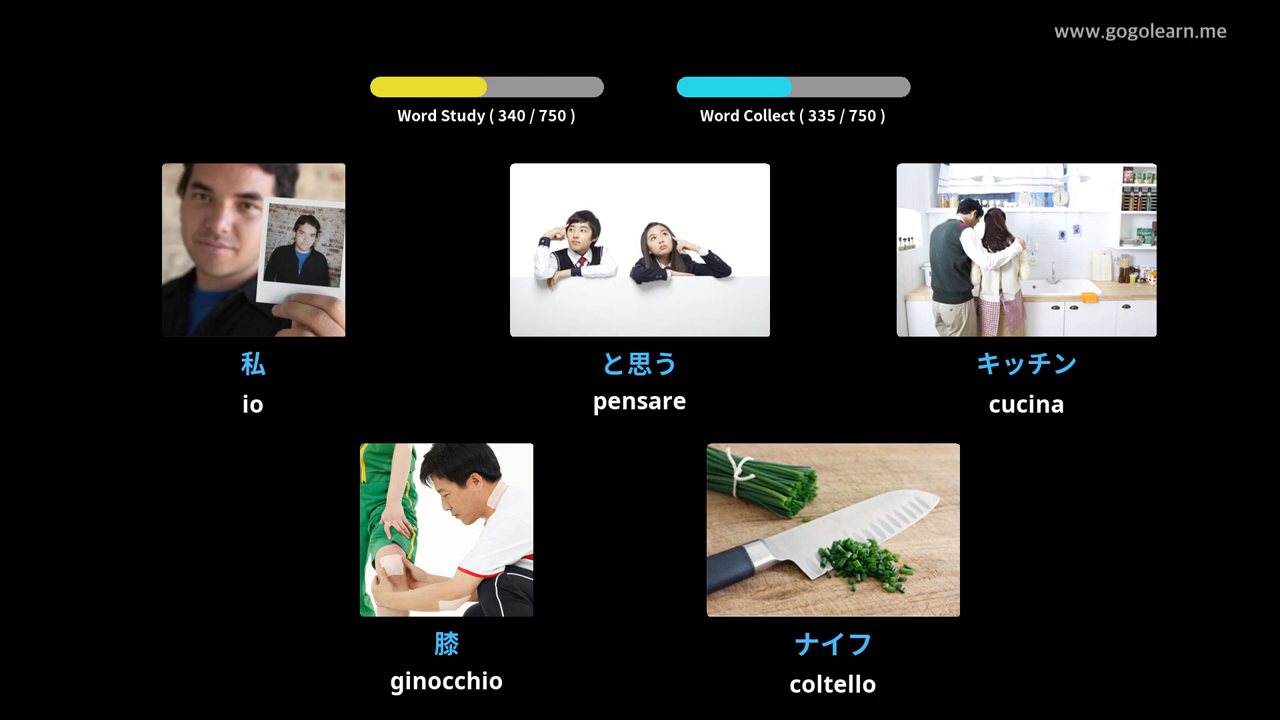 www.gogolearn.me
Word Study ( 340 / 750 )
Word Collect ( 335 / 750 )
私
io
と思う
pensare
キッチン
cucina
膝
ginocchio
ナイフ
coltello